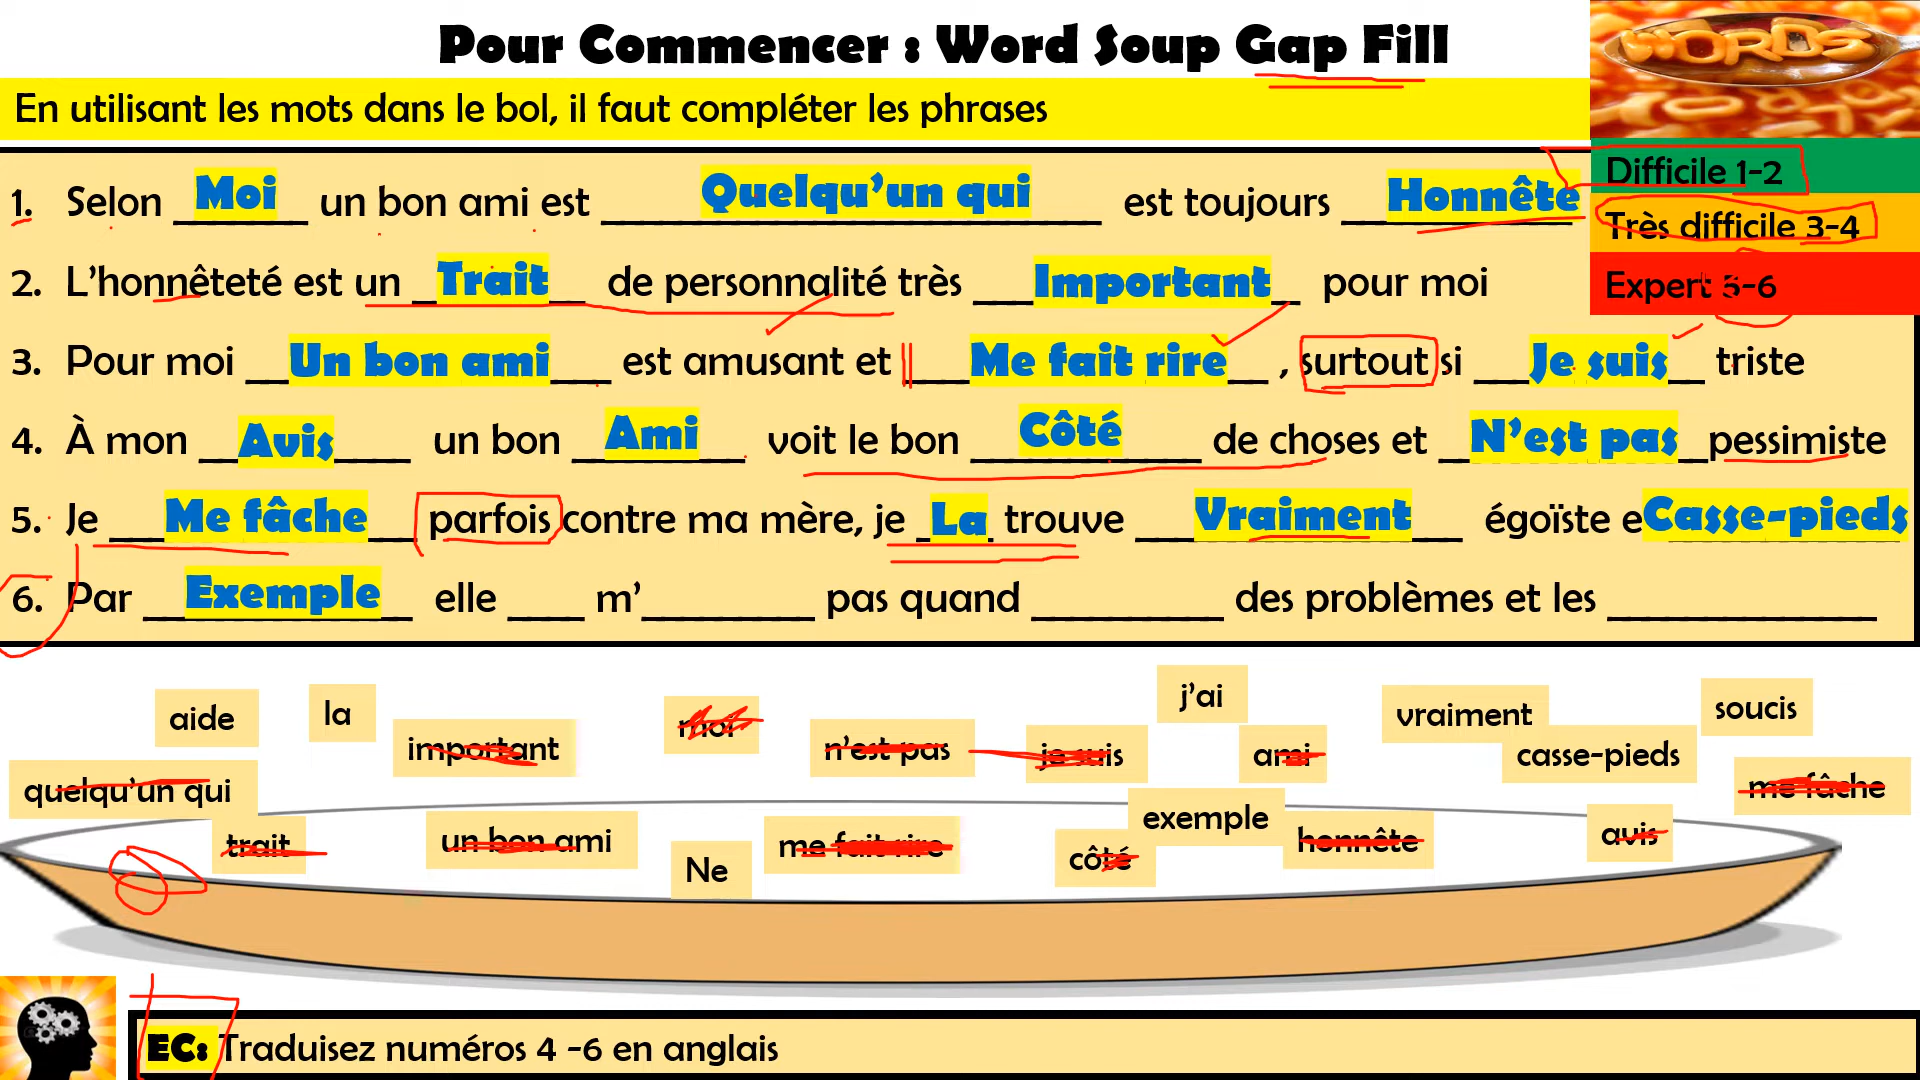 Pour Commencer : Word Soup Gap Fill
WORDS
En utilisant les mots dans le bol, il faut compléter les phrases
Difficile 1-2
Très difficile 3-4
Expert 5-6
1. Selon Moi un bon ami est Quelqu'un qui est toujours Honnête
2. L'honnêteté est un Trait de personnalité très Important pour moi
3. Pour moi Un bon ami est amusant et Me fait rire , surtout si Je suis triste
4. À mon Avis un bon Ami voit le bon Côté de choses et N'est pas pessimiste
5. Je Me fâche parfois contre ma mère, je La trouve Vraiment égoïste e Casse-pieds
6. Par Exemple elle ____ m'________ pas quand _________ des problèmes et les ____________
aide
la
important
moi
n'est pas
j'ai
je suis
ami
vraiment
soucis
casse-pieds
me fâche
quelqu'un qui
trait
un bon ami
Ne
me fait rire
exemple
côté
honnête
avis
EC: Traduisez numéros 4 -6 en anglais